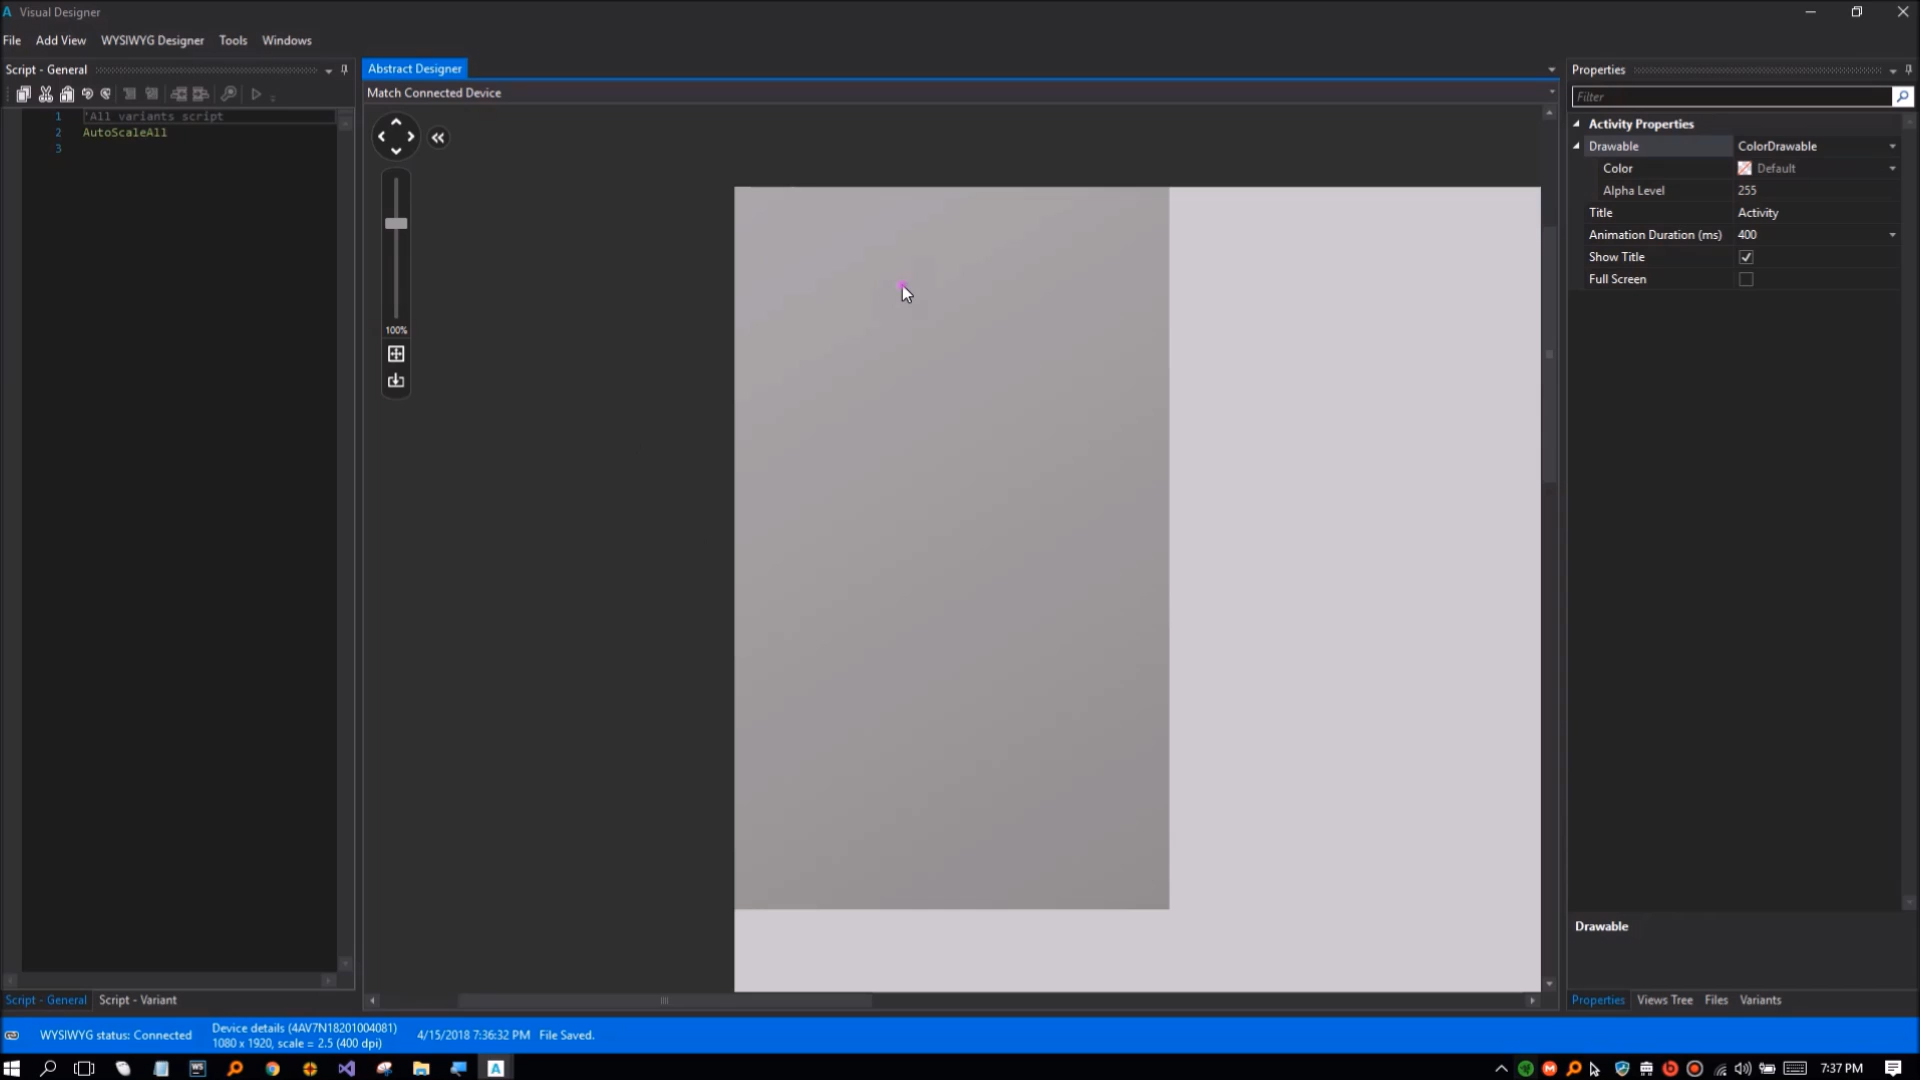 Visual Designer
File Add View WYSIWYG Designer Tools Windows
Script - General
1 'All variants script
2 AutoScaleAll
3
Abstract Designer
Match Connected Device
100%
Properties
Filter
Activity Properties
Drawable ColorDrawable
Color Default
Alpha Level 255
Title Activity
Animation Duration (ms) 400
Show Title
Full Screen
Drawable
Script - General Script - Variant
Properties Views Tree Files Variants
WYSIWYG status: Connected
Device details (4AV7N18201004081)
1080 x 1920, scale = 2.5 (400 dpi)
4/15/2018 7:36:32 PM File Saved.
7:37 PM